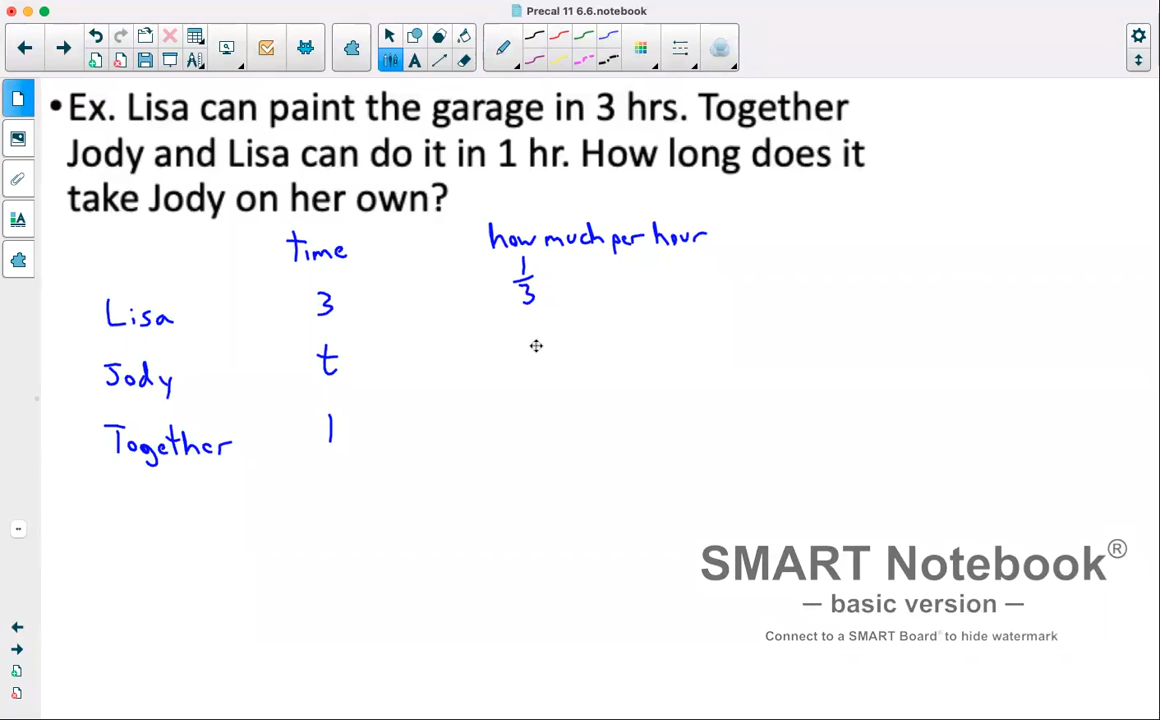 Precal 11 6.6.notebook
•Ex. Lisa can paint the garage in 3 hrs. Together
Jody and Lisa can do it in 1 hr. How long does it
take Jody on her own?
time how much per hour
Lisa 3 1/3
Jody t
Together 1
SMART Notebook®
— basic version —
Connect to a SMART Board® to hide watermark